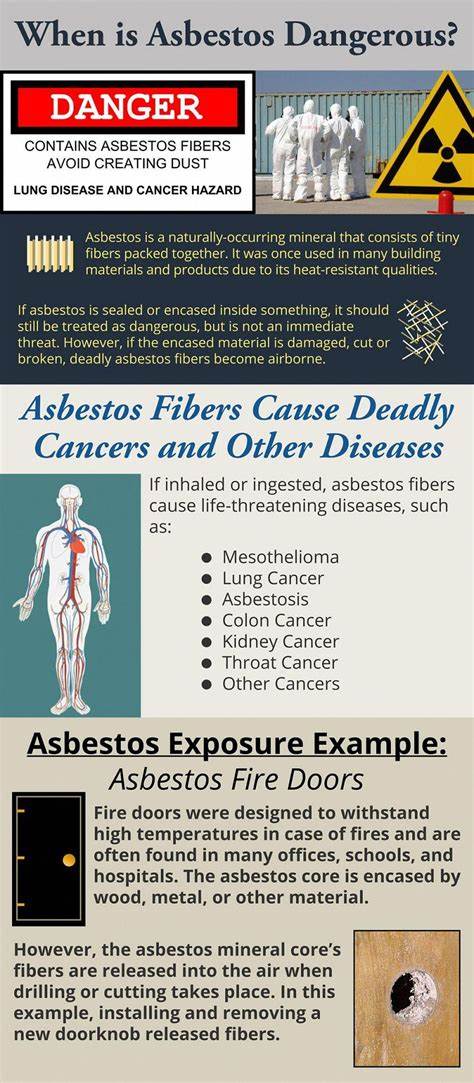 When is Asbestos Dangerous?
DANGER
CONTAINS ASBESTOS FIBERS
AVOID CREATING DUST
LUNG DISEASE AND CANCER HAZARD
Asbestos is a naturally-occurring mineral that consists of tiny
fibers packed together. It was once used in many building
materials and products due to its heat-resistant qualities.
If asbestos is sealed or encased inside something, it should
still be treated as dangerous, but is not an immediate
threat. However, if the encased material is damaged, cut or
broken, deadly asbestos fibers become airborne.
Asbestos Fibers Cause Deadly
Cancers and Other Diseases
If inhaled or ingested, asbestos fibers
cause life-threatening diseases, such
as:
● Mesothelioma
● Lung Cancer
● Asbestosis
● Colon Cancer
● Kidney Cancer
● Throat Cancer
● Other Cancers
Asbestos Exposure Example:
Asbestos Fire Doors
Fire doors were designed to withstand
high temperatures in case of fires and are
often found in many offices, schools, and
hospitals. The asbestos core is encased by
wood, metal, or other material.
However, the asbestos mineral core's
fibers are released into the air when
drilling or cutting takes place. In this
example, installing and removing a
new doorknob released fibers.